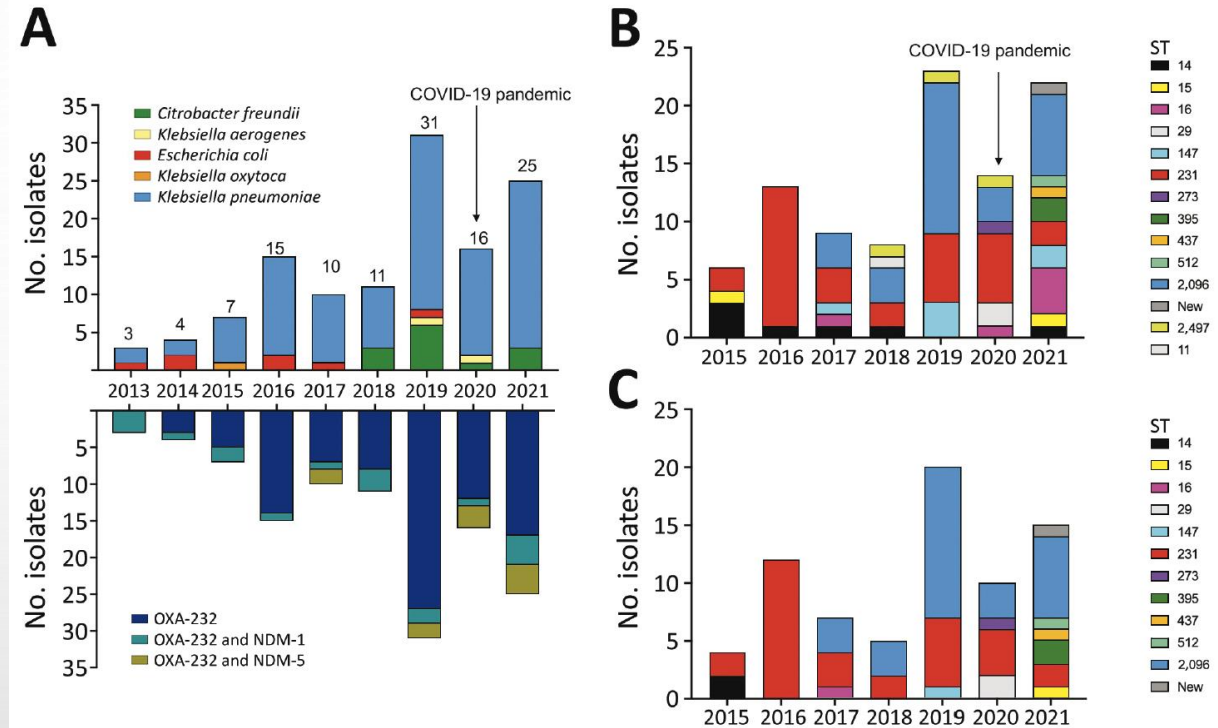 A
COVID-19 pandemic
No. isolates
35
30
25
20
15
10
5
Citrobacter freundii
Klebsiella aerogenes
Escherichia coli
Klebsiella oxytoca
Klebsiella pneumoniae
3
4
7
15
10
11
31
16
25
2013 2014 2015 2016 2017 2018 2019 2020 2021
No. isolates
5
10
15
20
25
30
35
OXA-232
OXA-232 and NDM-1
OXA-232 and NDM-5
B
COVID-19 pandemic
No. isolates
25
20
15
10
5
0
2015 2016 2017 2018 2019 2020 2021
ST
14
15
16
29
147
231
273
395
437
512
2,096
New
2,497
11
C
No. isolates
25
20
15
10
5
0
2015 2016 2017 2018 2019 2020 2021
ST
14
15
16
29
147
231
273
395
437
512
2,096
New